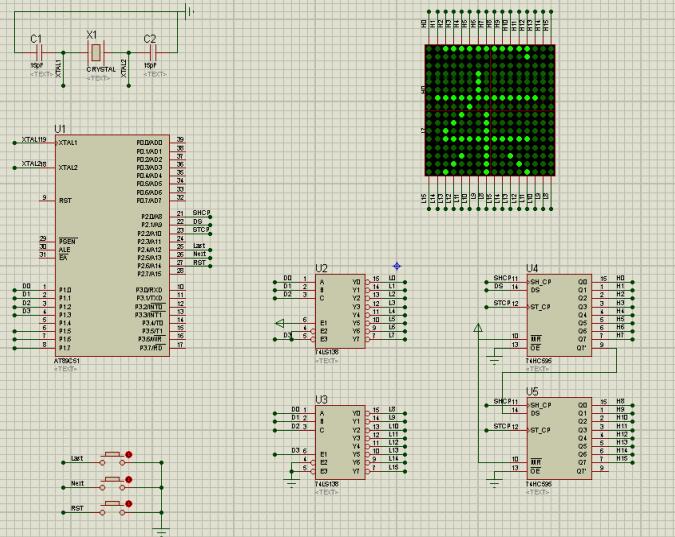 C1
15pF
<TEXT>
X1
CRYSTAL
<TEXT>
C2
15pF
<TEXT>
XTAL1
XTAL2
H0 H1 H2 H3 H4 H5 H6 H7 H8 H9 H10 H11 H12 H13 H14 H15
L15 L14 L13 L12 L11 L10 L9 L8 L15 L14 L13 L12 L11 L10 L9 L8
U1
XTAL1 19 XTAL1
XTAL2 18 XTAL2
9 RST
29 PSEN
30 ALE
31 EA
D0 1 P1.0
D1 2 P1.1
D2 3 P1.2
D3 4 P1.3
5 P1.4
6 P1.5
7 P1.6
8 P1.7
P0.0/AD0 39
P0.1/AD1 38
P0.2/AD2 37
P0.3/AD3 36
P0.4/AD4 35
P0.5/AD5 34
P0.6/AD6 33
P0.7/AD7 32
P2.0/A8 21 SHCP
P2.1/A9 22 DS
P2.2/A10 23 STCP
P2.3/A11 24
P2.4/A12 25 Last
P2.5/A13 26 Next
P2.6/A14 27 RST
P2.7/A15 28
P3.0/RXD 10
P3.1/TXD 11
P3.2/INT0 12
P3.3/INT1 13
P3.4/T0 14
P3.5/T1 15
P3.6/WR 16
P3.7/RD 17
AT89C51
<TEXT>
U2
D0 1 A
D1 2 B
D2 3 C
6 E1
4 E2
D3 5 E3
Y0 15 L0
Y1 14 L1
Y2 13 L2
Y3 12 L3
Y4 11 L4
Y5 10 L5
Y6 9 L6
Y7 7 L7
74LS138
<TEXT>
U3
D0 1 A
D1 2 B
D2 3 C
D3 6 E1
4 E2
5 E3
Y0 15 L8
Y1 14 L9
Y2 13 L10
Y3 12 L11
Y4 11 L12
Y5 10 L13
Y6 9 L14
Y7 7 L15
74LS138
<TEXT>
U4
SHCP 11 SH_CP
DS 14 DS
STCP 12 ST_CP
10 MR
13 OE
Q0 15 H0
Q1 1 H1
Q2 2 H2
Q3 3 H3
Q4 4 H4
Q5 5 H5
Q6 6 H6
Q7 7 H7
Q7' 9
74HC595
<TEXT>
U5
SHCP 11 SH_CP
14 DS
STCP 12 ST_CP
10 MR
13 OE
Q0 15 H8
Q1 1 H9
Q2 2 H10
Q3 3 H11
Q4 4 H12
Q5 5 H13
Q6 6 H14
Q7 7 H15
Q7' 9
74HC595
<TEXT>
Last
Next
RST